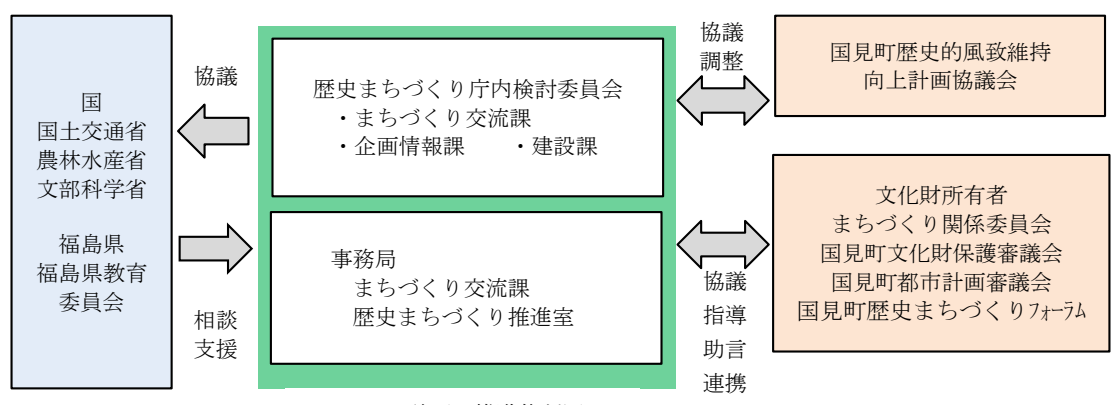 国
国土交通省
農林水産省
文部科学省
福島県
福島県教育
委員会
協議
相談
支援
歴史まちづくり庁内検討委員会
・まちづくり交流課
・企画情報課　　・建設課
事務局
まちづくり交流課
歴史まちづくり推進室
協議
調整
協議
指導
助言
連携
国見町歴史的風致維持
向上計画協議会
文化財所有者
まちづくり関係委員会
国見町文化財保護審議会
国見町都市計画審議会
国見町歴史まちづくりﾌｫｰﾗﾑ